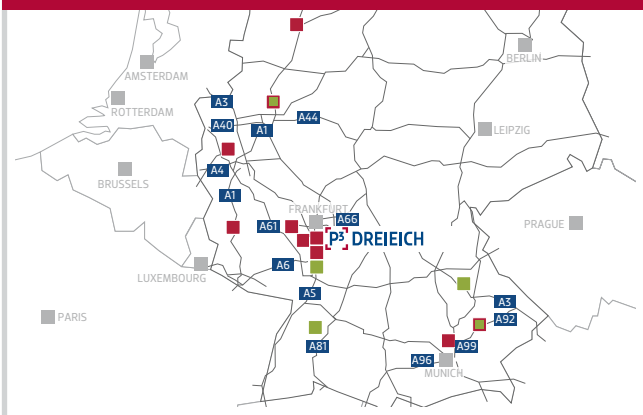 BERLIN
AMSTERDAM
A3
ROTTERDAM
A44
A40
A1
LEIPZIG
A4
BRUSSELS
A1
FRANKFURT
A66
A61
PRAGUE
P³ DREIEICH
A6
LUXEMBOURG
A5
A3
PARIS
A92
A81
A99
A96
MUNICH